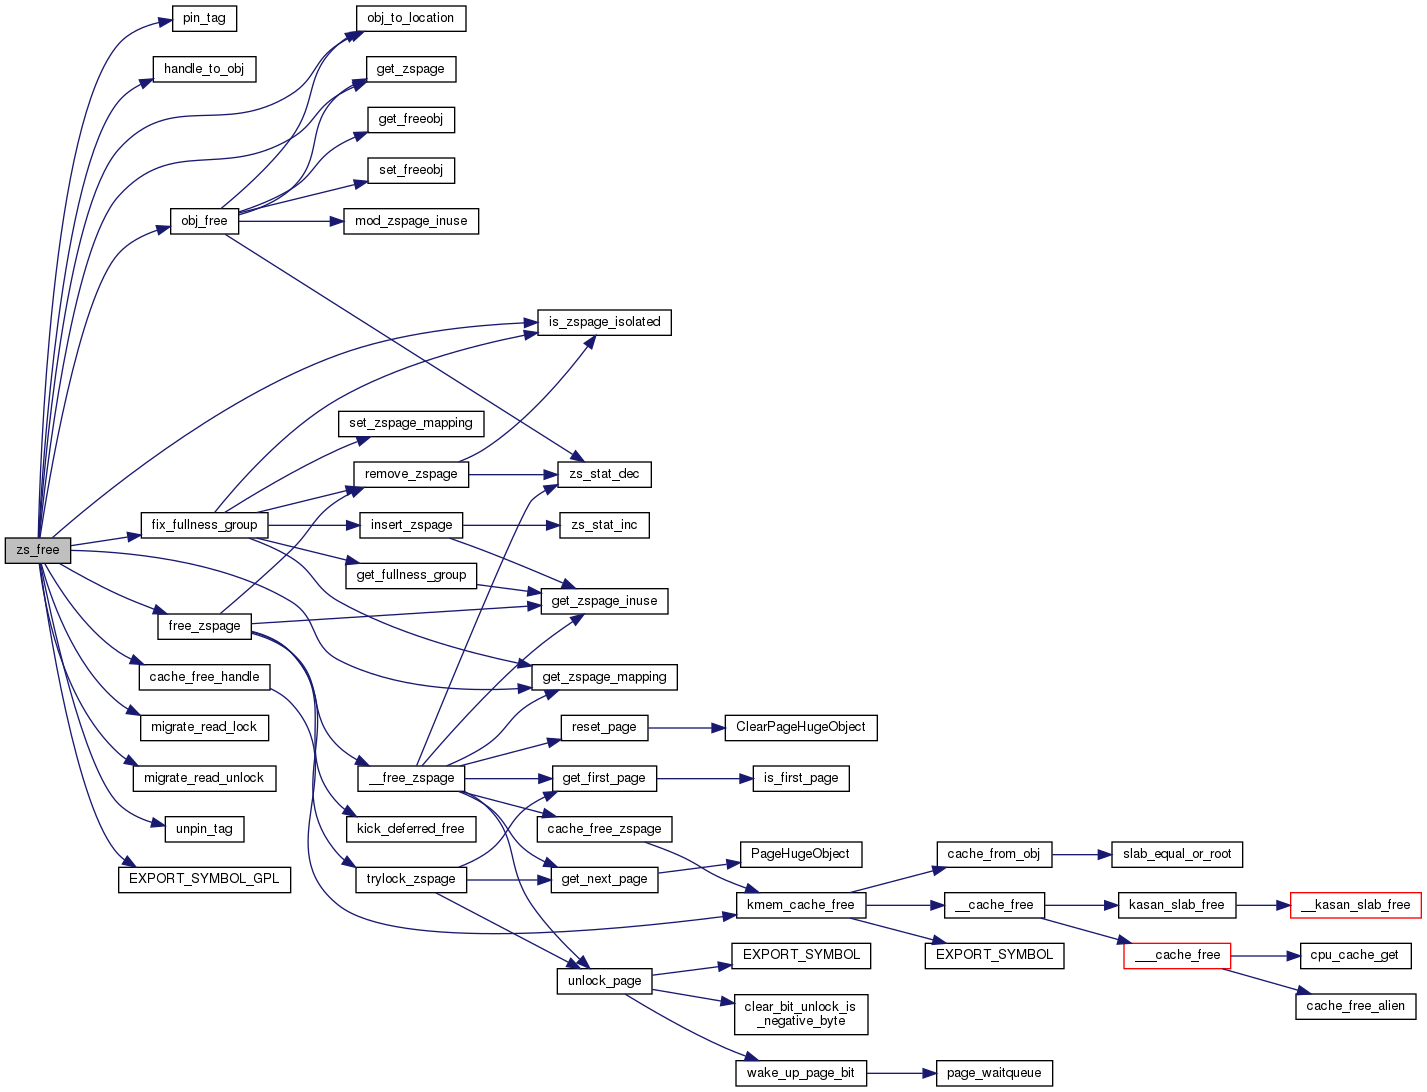 pin_tag
obj_to_location
handle_to_obj
get_zspage
get_freeobj
set_freeobj
obj_free
mod_zspage_inuse
is_zspage_isolated
set_zspage_mapping
remove_zspage
zs_stat_dec
fix_fullness_group
insert_zspage
zs_stat_inc
zs_free
get_fullness_group
get_zspage_inuse
free_zspage
cache_free_handle
get_zspage_mapping
migrate_read_lock
reset_page
ClearPageHugeObject
migrate_read_unlock
__free_zspage
get_first_page
is_first_page
unpin_tag
kick_deferred_free
cache_free_zspage
EXPORT_SYMBOL_GPL
trylock_zspage
get_next_page
PageHugeObject
cache_from_obj
slab_equal_or_root
kmem_cache_free
__cache_free
kasan_slab_free
__kasan_slab_free
EXPORT_SYMBOL
EXPORT_SYMBOL
___cache_free
cpu_cache_get
unlock_page
clear_bit_unlock_is
_negative_byte
cache_free_alien
wake_up_page_bit
page_waitqueue